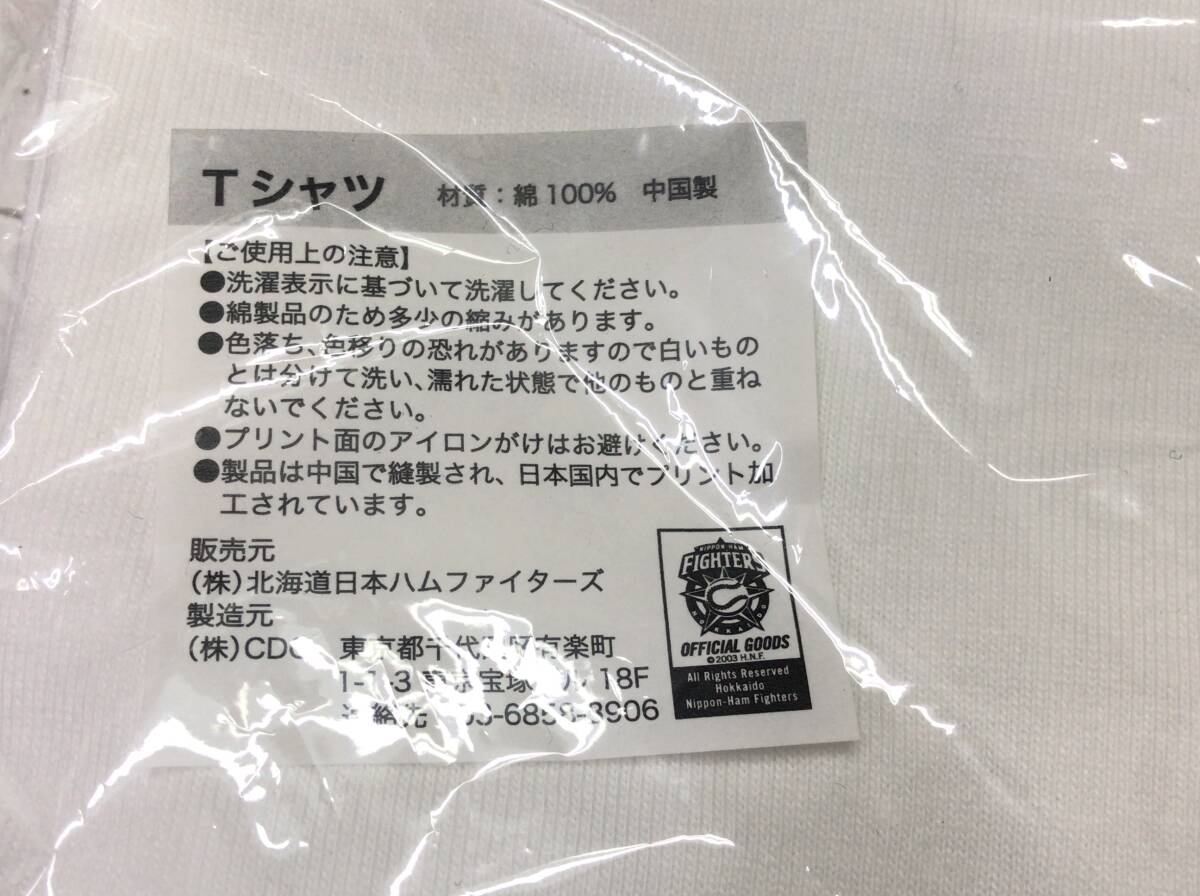 Tシャツ 材質：綿100% 中国製
【ご使用上の注意】
●洗濯表示に基づいて洗濯してください。
●綿製品のため多少の縮みがあります。
●色落ち、色移りの恐れがありますので白いもの
とは分けて洗い、濡れた状態で他のものと重ね
ないでください。
●プリント面のアイロンがけはお避けください。
●製品は中国で縫製され、日本国内でプリント加
工されています。
販売元
（株）北海道日本ハムファイターズ
製造元
（株）CDG 東京都千代田区有楽町
1-1-3 東京宝塚ビル 18F
連絡先 -3906
NIPPON-HAM
FIGHTERS
HOKKAIDO
OFFICIAL GOODS
©2003 H.N.F.
All Rights Reserved
Hokkaido
Nippon-Ham Fighters